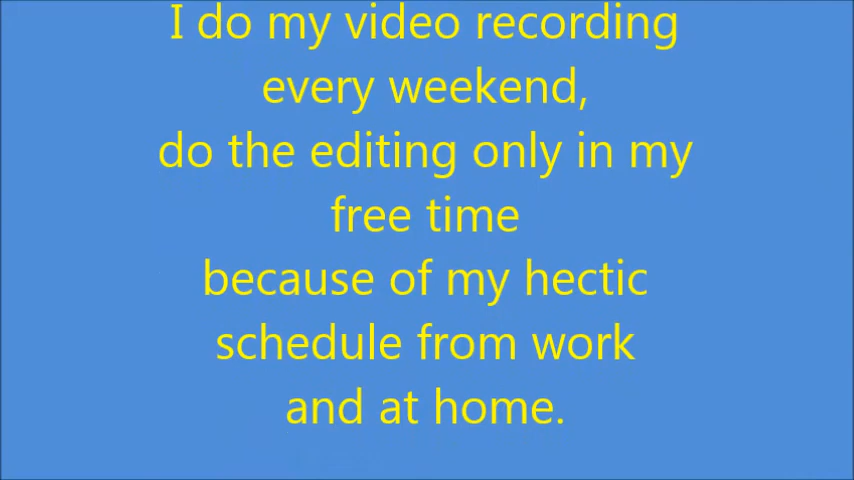 I do my video recording
every weekend,
do the editing only in my
free time
because of my hectic
schedule from work
and at home.